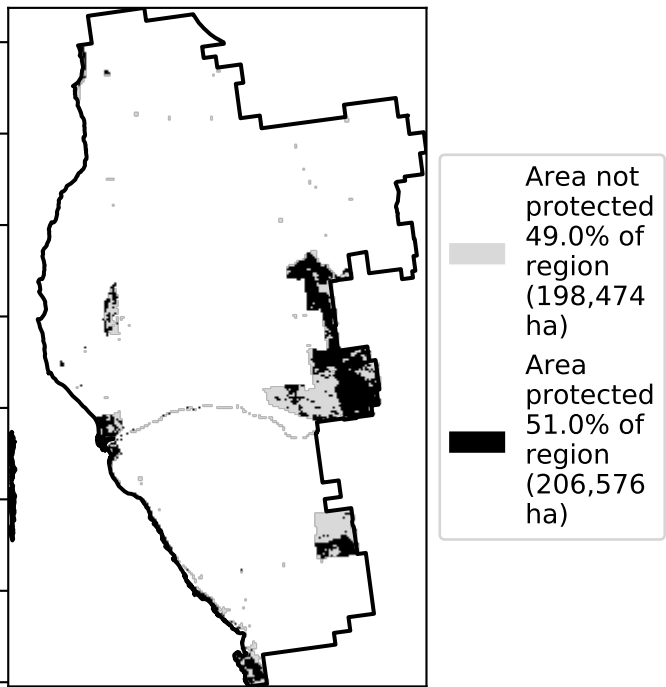 Area not
protected
49.0% of
region
(198,474
ha)
Area
protected
51.0% of
region
(206,576
ha)